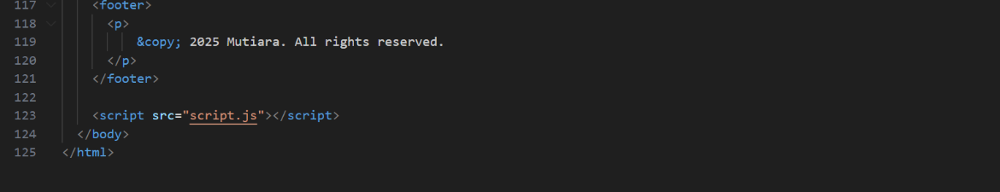 117 <footer>
118 <p>
119 &copy; 2025 Mutiara. All rights reserved.
120 </p>
121 </footer>
122
123 <script src="script.js"></script>
124 </body>
125 </html>